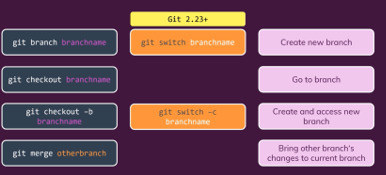 Git 2.23+
git branch branchname
git switch branchname
Create new branch
git checkout branchname
Go to branch
git checkout -b
branchname
git switch -c
branchname
Create and access new
branch
git merge otherbranch
Bring other branch's
changes to current branch